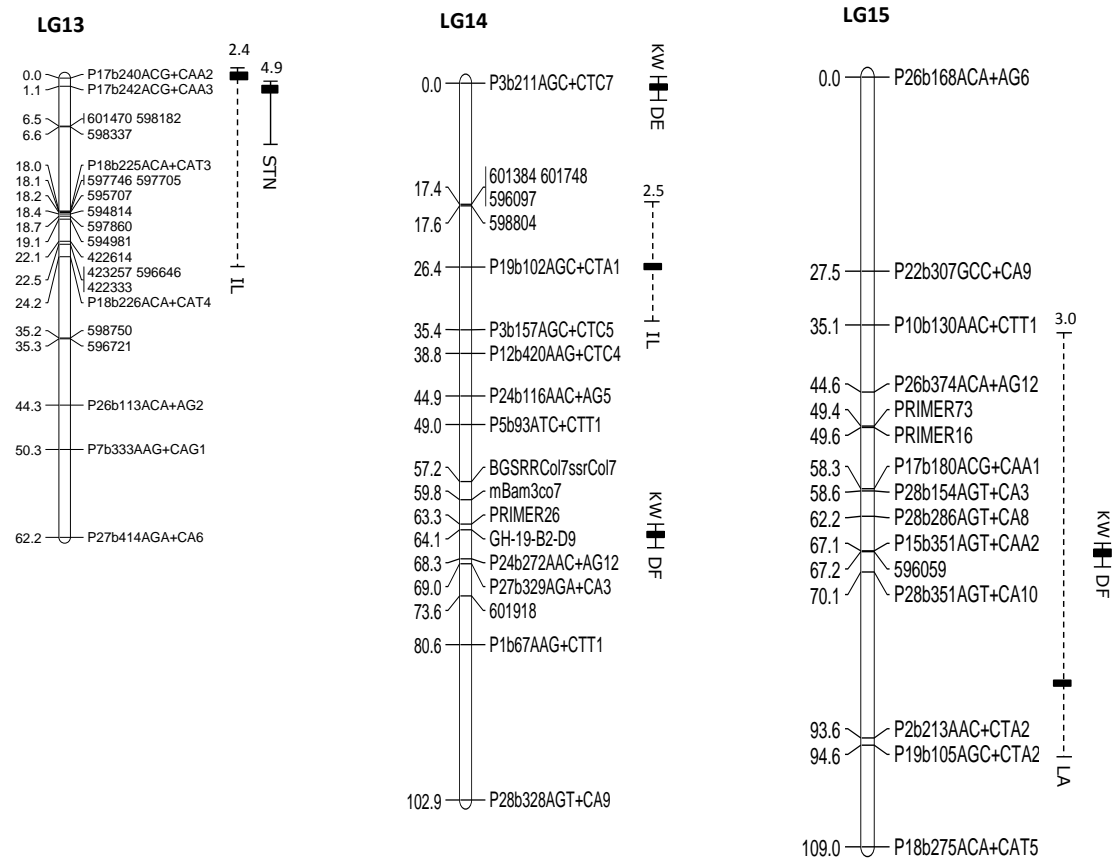 LG13
2.4
4.9
0.0 P17b240ACG+CAA2
1.1 P17b242ACG+CAA3
6.5 601470 598182
6.6 598337
18.0 P18b225ACA+CAT3
18.1 597746 597705
18.2 595707
18.4 594814
18.7 597860
19.1 594981
22.1 422614
423257 596646
22.5 422333
24.2 P18b226ACA+CAT4
35.2 598750
35.3 596721
44.3 P26b113ACA+AG2
50.3 P7b333AAG+CAG1
62.2 P27b414AGA+CA6
STN
IL
LG14
0.0 P3b211AGC+CTC7
KW
DE
601384 601748
17.4 596097
17.6 598804
2.5
26.4 P19b102AGC+CTA1
IL
35.4 P3b157AGC+CTC5
38.8 P12b420AAG+CTC4
44.9 P24b116AAC+AG5
49.0 P5b93ATC+CTT1
57.2 BGSRRCol7ssrCol7
59.8 mBam3co7
63.3 PRIMER26
64.1 GH-19-B2-D9
68.3 P24b272AAC+AG12
69.0 P27b329AGA+CA3
73.6 601918
80.6 P1b67AAG+CTT1
102.9 P28b328AGT+CA9
KW
DF
LG15
0.0 P26b168ACA+AG6
27.5 P22b307GCC+CA9
35.1 P10b130AAC+CTT1
3.0
44.6 P26b374ACA+AG12
49.4 PRIMER73
49.6 PRIMER16
58.3 P17b180ACG+CAA1
58.6 P28b154AGT+CA3
62.2 P28b286AGT+CA8
67.1 P15b351AGT+CAA2
67.2 596059
70.1 P28b351AGT+CA10
93.6 P2b213AAC+CTA2
94.6 P19b105AGC+CTA2
109.0 P18b275ACA+CAT5
KW
DF
LA